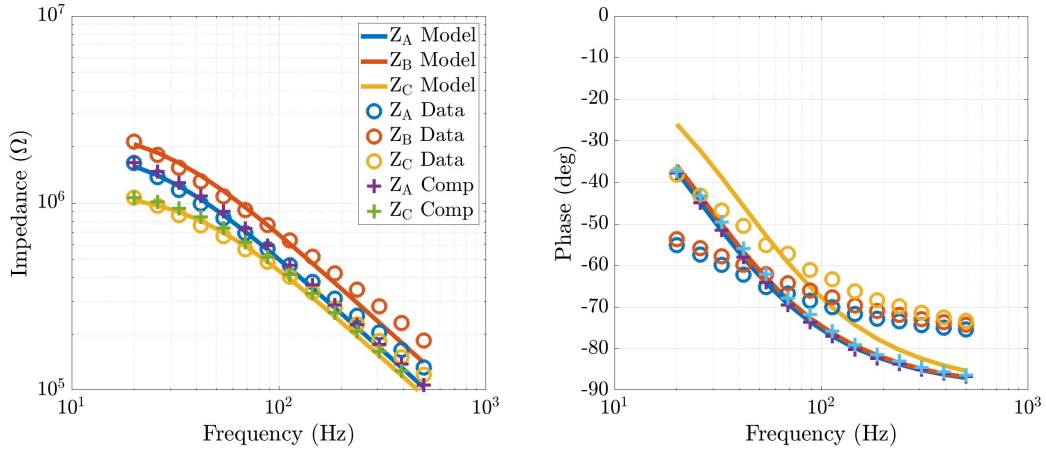 10^7
10^6
10^5
Impedance (Ω)
10^1
10^2
10^3
Frequency (Hz)
Z_A Model
Z_B Model
Z_C Model
Z_A Data
Z_B Data
Z_C Data
Z_A Comp
Z_C Comp
0
-10
-20
-30
-40
-50
-60
-70
-80
-90
Phase (deg)
10^1
10^2
10^3
Frequency (Hz)